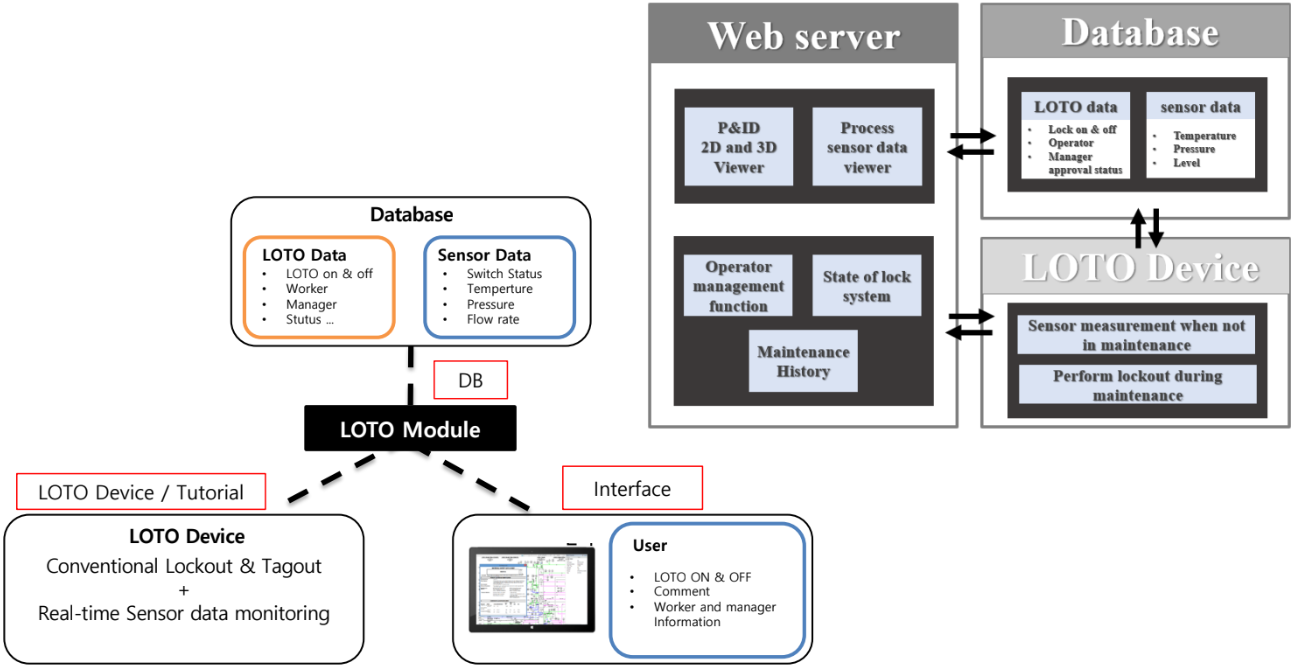 Web server
P&ID
2D and 3D
Viewer
Process
sensor data
viewer
Operator
management
function
State of lock
system
Maintenance
History
Database
LOTO data
• Lock on & off
• Operator
• Manager
approval status
sensor data
• Temperature
• Pressure
• Level
LOTO Device
Sensor measurement when not
in maintenance
Perform lockout during
maintenance
Database
LOTO Data
• LOTO on & off
• Worker
• Manager
• Status ...
Sensor Data
• Switch Status
• Temperture
• Pressure
• Flow rate
DB
LOTO Module
LOTO Device / Tutorial
Interface
LOTO Device
Conventional Lockout & Tagout
+
Real-time Sensor data monitoring
User
• LOTO ON & OFF
• Comment
• Worker and manager
Information